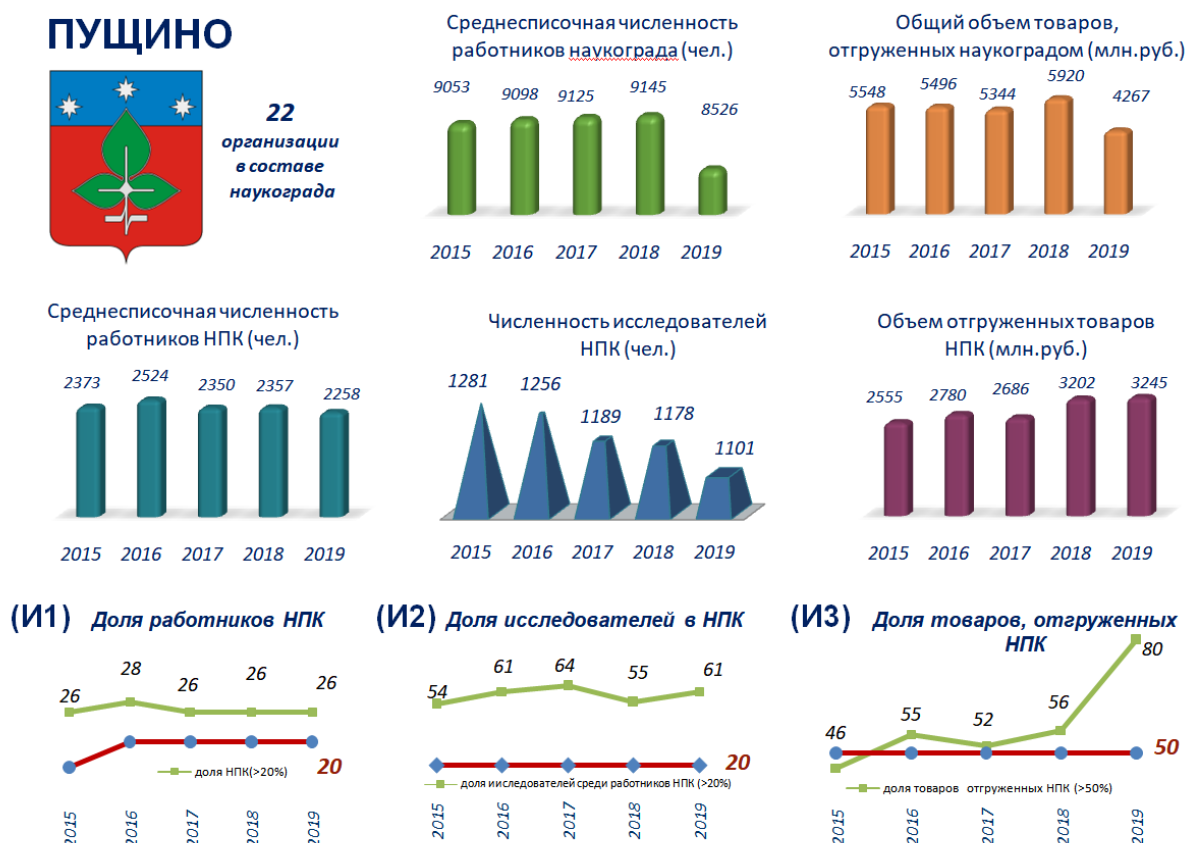 ПУЩИНО
22
организации
в составе
наукограда
Среднесписочная численность
работников наукограда (чел.)
9053 9098 9125 9145 8526
2015 2016 2017 2018 2019
Общий объем товаров,
отгруженных наукоградом (млн.руб.)
5548 5496 5344 5920 4267
2015 2016 2017 2018 2019
Среднесписочная численность
работников НПК (чел.)
2373 2524 2350 2357 2258
2015 2016 2017 2018 2019
Численность исследователей
НПК (чел.)
1281 1256 1189 1178 1101
2015 2016 2017 2018 2019
Объем отгруженных товаров
НПК (млн.руб.)
2555 2780 2686 3202 3245
2015 2016 2017 2018 2019
(И1) Доля работников НПК
26 28 26 26 26
20
доля НПК(>20%)
2015 2016 2017 2018 2019
(И2) Доля исследователей в НПК
54 61 64 55 61
20
доля ииследователей среди работников НПК (>20%)
2015 2016 2017 2018 2019
(И3) Доля товаров, отгруженных
НПК
46 55 52 56 80
50
доля товаров отгруженных НПК (>50%)
2015 2016 2017 2018 2019